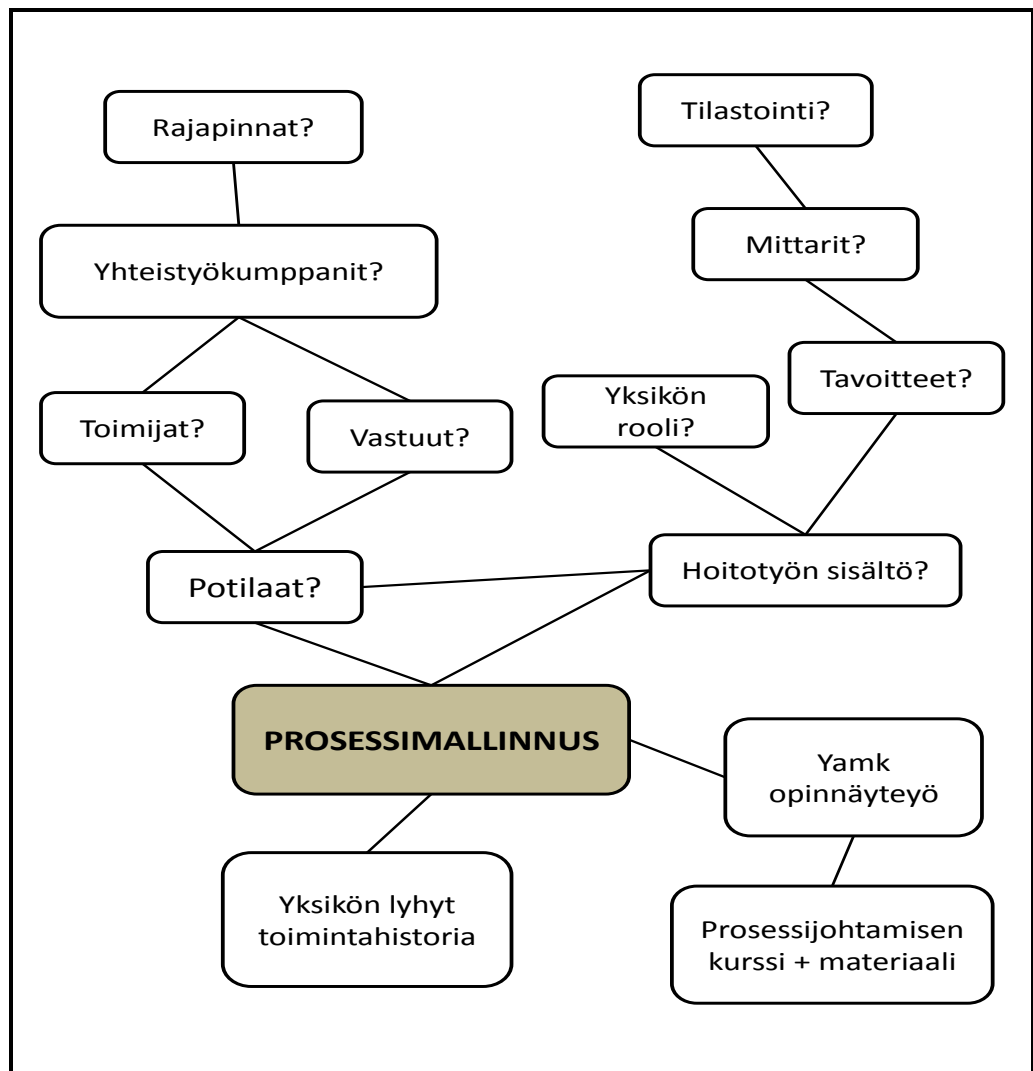 Rajapinnat?
Tilastointi?
Yhteistyökumppanit?
Mittarit?
Toimijat?
Vastuut?
Yksikön
rooli?
Tavoitteet?
Potilaat?
Hoitotyön sisältö?
PROSESSIMALLINNUS
Yamk
opinnäyteyö
Yksikön lyhyt
toimintahistoria
Prosessijohtamisen
kurssi + materiaali